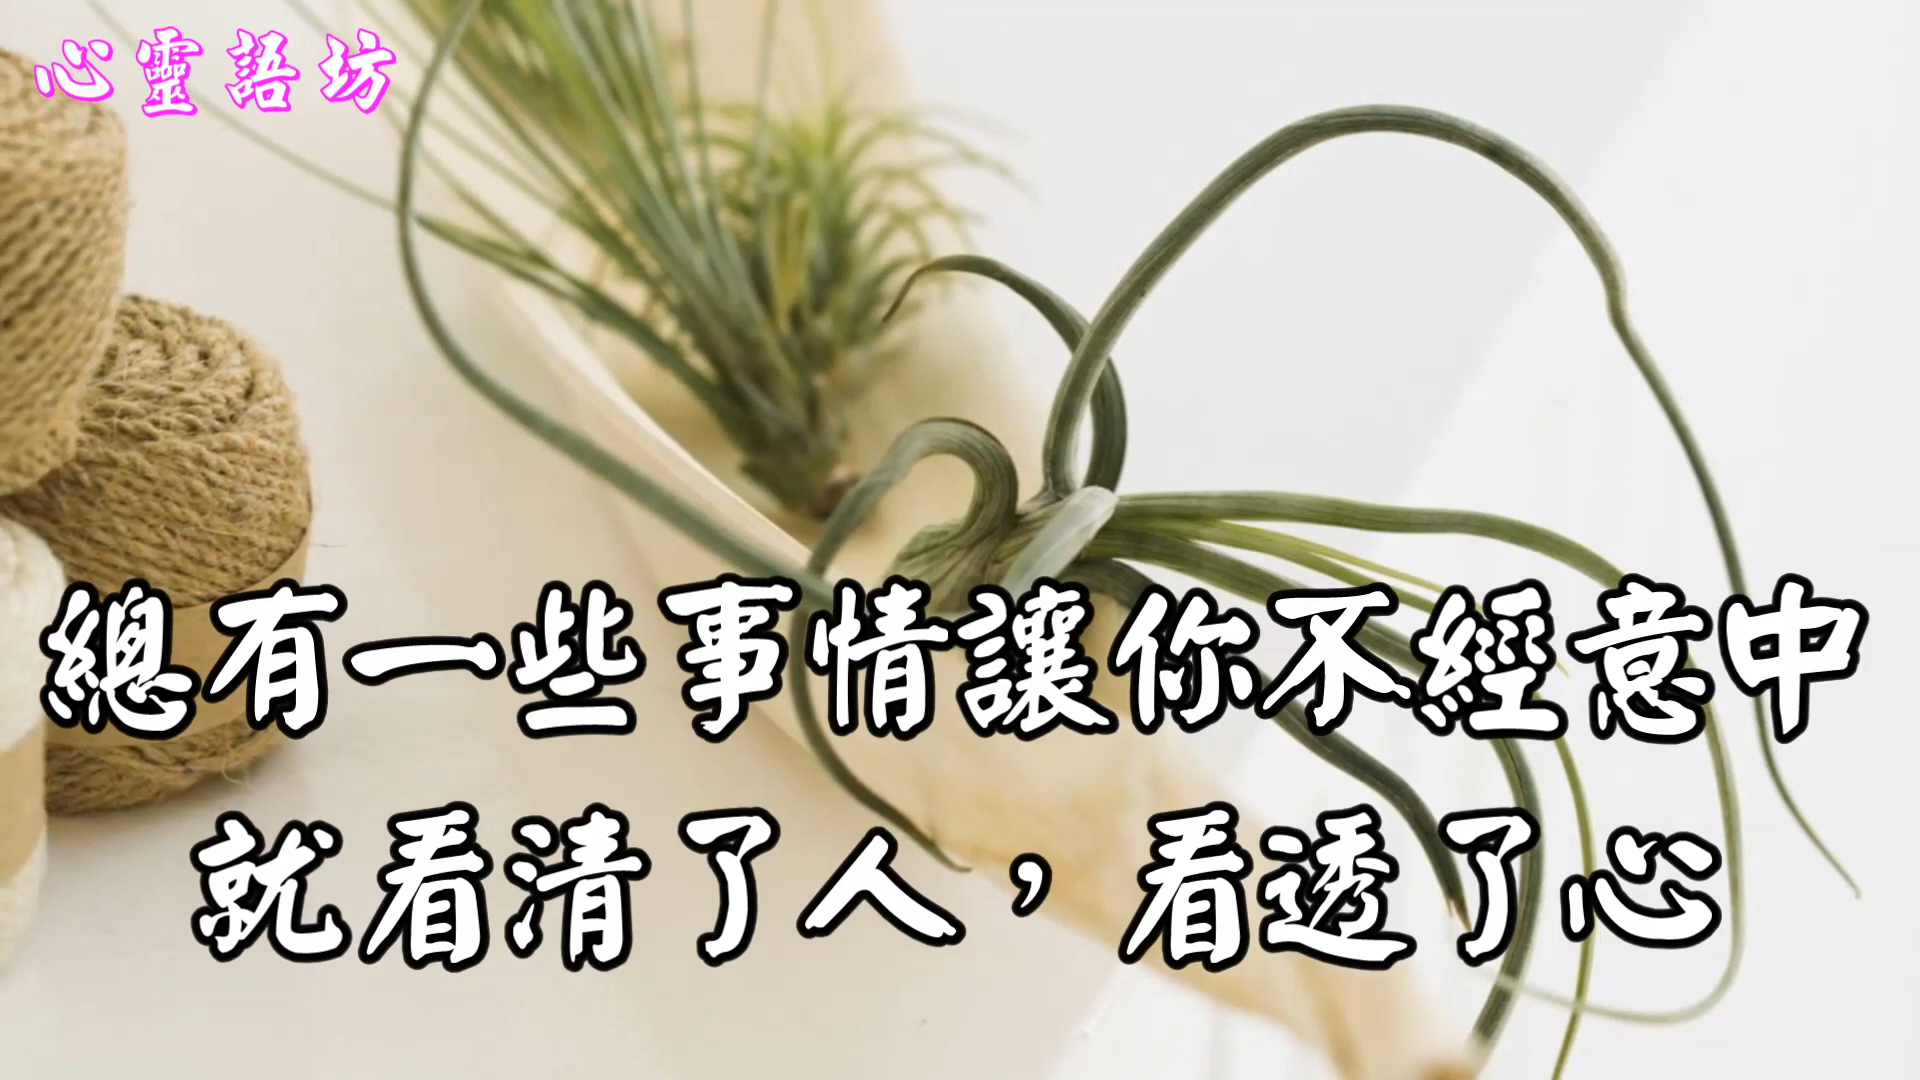 心靈語坊
總有一些事情讓你不經意中
就看清了人，看透了心